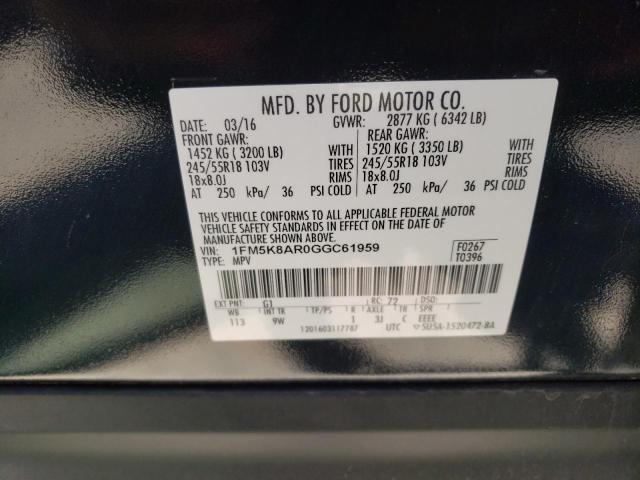 MFD. BY FORD MOTOR CO.
DATE: 03/16 GVWR: 2877 KG ( 6342 LB)
FRONT GAWR: REAR GAWR:
1452 KG ( 3200 LB) WITH 1520 KG ( 3350 LB) WITH
245/55R18 103V TIRES 245/55R18 103V TIRES
18x8.0J RIMS 18x8.0J RIMS
AT 250 kPa/ 36 PSI COLD AT 250 kPa/ 36 PSI COLD
THIS VEHICLE CONFORMS TO ALL APPLICABLE FEDERAL MOTOR
VEHICLE SAFETY STANDARDS IN EFFECT ON THE DATE OF
MANUFACTURE SHOWN ABOVE.
VIN: 1FM5K8AR0GGC61959 F0267
TYPE: MPV T0396
EXT PNT: G1 RC: 72 DSO:
WB INT TR TP/PS R AXLE TR SPR
113 9W 1 3J C EEEE
1201603117787 UTC 5U5A-1520472-BA